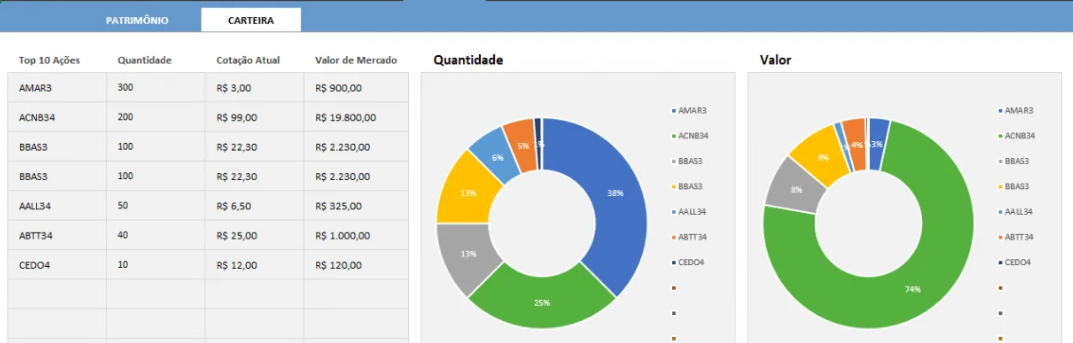 PATRIMÔNIO CARTEIRA
Top 10 Ações Quantidade Cotação Atual Valor de Mercado
AMAR3 300 R$ 3,00 R$ 900,00
ACNB34 200 R$ 99,00 R$ 19.800,00
BBAS3 100 R$ 22,30 R$ 2.230,00
BBAS3 100 R$ 22,30 R$ 2.230,00
AALL34 50 R$ 6,50 R$ 325,00
ABTT34 40 R$ 25,00 R$ 1.000,00
CEDO4 10 R$ 12,00 R$ 120,00
Quantidade
38%
25%
13%
13%
6%
5%
1%
AMAR3
ACNB34
BBAS3
BBAS3
AALL34
ABTT34
CEDO4
Valor
3%
74%
8%
8%
4%
AMAR3
ACNB34
BBAS3
BBAS3
AALL34
ABTT34
CEDO4